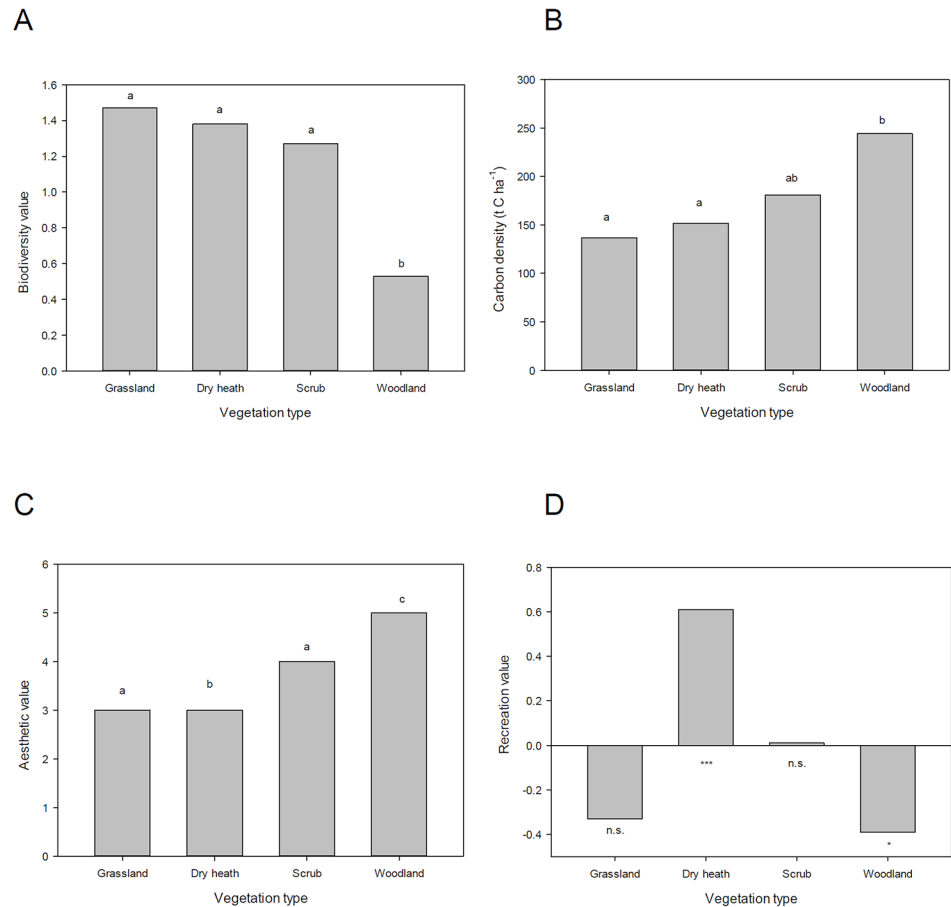 A
1.6
1.4
1.2
1.0
0.8
0.6
0.4
0.2
0.0
Biodiversity value
a
a
a
b
Grassland Dry heath Scrub Woodland
Vegetation type
B
300
250
200
150
100
50
0
Carbon density (t C ha⁻¹)
a
a
ab
b
Grassland Dry heath Scrub Woodland
Vegetation type
C
6
5
4
3
2
1
0
Aesthetic value
a
b
a
c
Grassland Dry heath Scrub Woodland
Vegetation type
D
0.8
0.6
0.4
0.2
0.0
-0.2
-0.4
Recreation value
n.s.
***
n.s.
*
Grassland Dry heath Scrub Woodland
Vegetation type